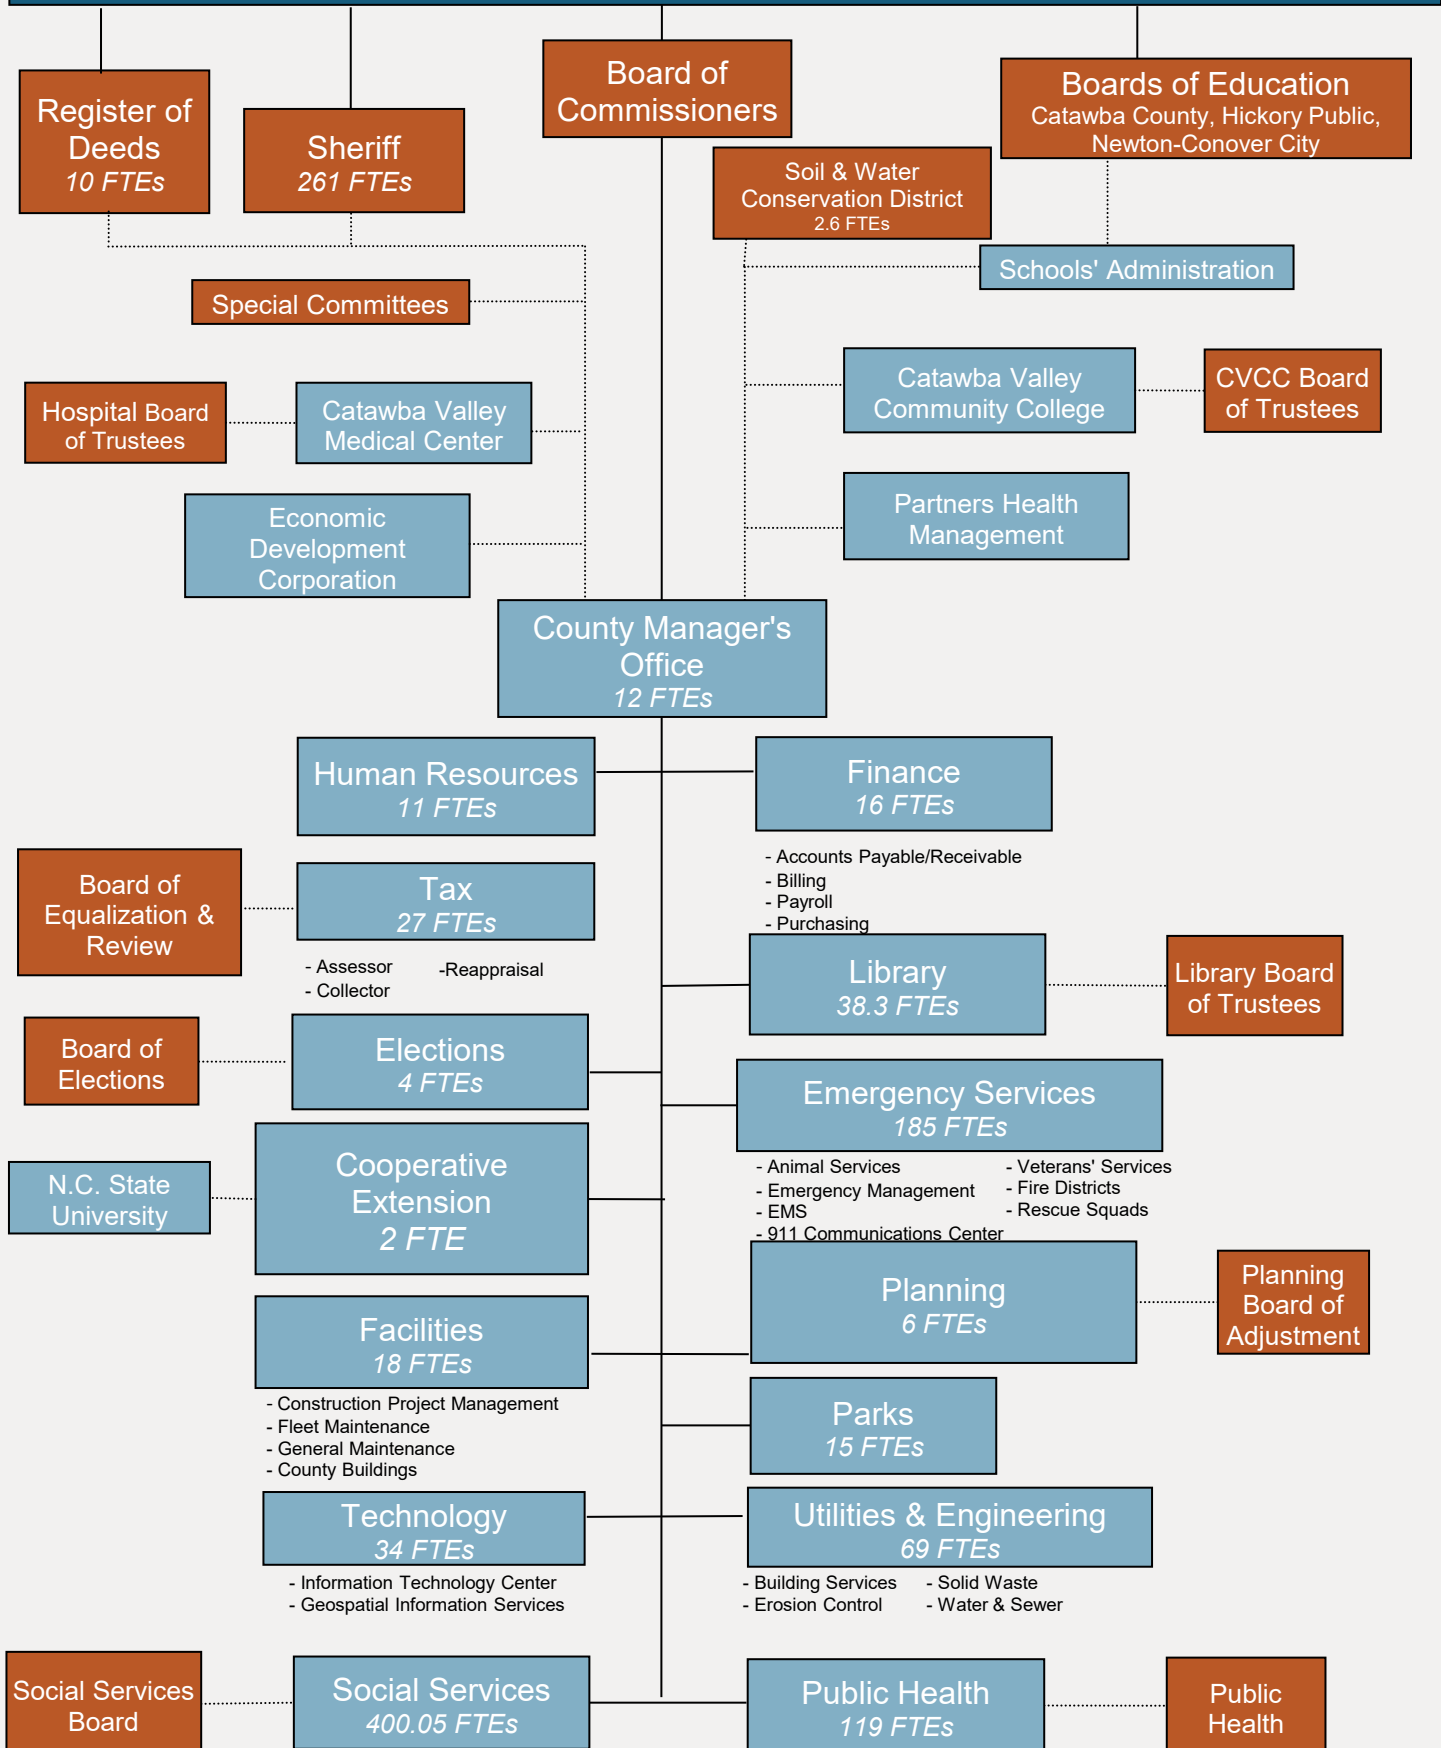 Register of
Deeds
10 FTEs
Sheriff
261 FTEs
Board of
Commissioners
Boards of Education
Catawba County, Hickory Public,
Newton-Conover City
Soil & Water
Conservation District
2.6 FTEs
Schools' Administration
Special Committees
Hospital Board
of Trustees
Catawba Valley
Medical Center
Catawba Valley
Community College
CVCC Board
of Trustees
Economic
Development
Corporation
Partners Health
Management
County Manager's
Office
12 FTEs
Human Resources
11 FTEs
Finance
16 FTEs
- Accounts Payable/Receivable
- Billing
- Payroll
- Purchasing
Board of
Equalization &
Review
Tax
27 FTEs
- Assessor
- Collector
-Reappraisal
Library
38.3 FTEs
Library Board
of Trustees
Board of
Elections
Elections
4 FTEs
Emergency Services
185 FTEs
- Animal Services
- Emergency Management
- EMS
- 911 Communications Center
- Veterans' Services
- Fire Districts
- Rescue Squads
N.C. State
University
Cooperative
Extension
2 FTE
Planning
6 FTEs
Planning
Board of
Adjustment
Facilities
18 FTEs
- Construction Project Management
- Fleet Maintenance
- General Maintenance
- County Buildings
Parks
15 FTEs
Technology
34 FTEs
- Information Technology Center
- Geospatial Information Services
Utilities & Engineering
69 FTEs
- Building Services
- Erosion Control
- Solid Waste
- Water & Sewer
Social Services
Board
Social Services
400.05 FTEs
Public Health
119 FTEs
Public
Health